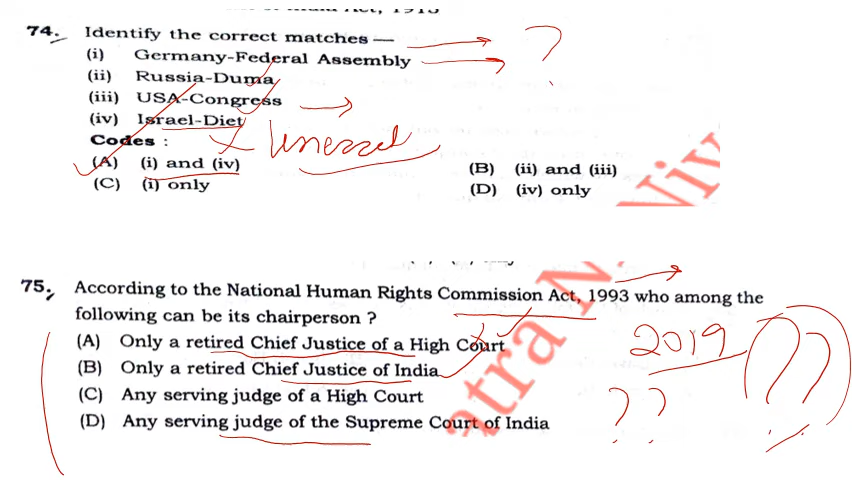 74. Identify the correct matches —
(i) Germany-Federal Assembly
(ii) Russia-Duma
(iii) USA-Congress
(iv) Israel-Diet
Codes :
(A) (i) and (iv)
(B) (ii) and (iii)
(C) (i) only
(D) (iv) only
?
75. According to the National Human Rights Commission Act, 1993 who among the
following can be its chairperson ?
(A) Only a retired Chief Justice of a High Court
(B) Only a retired Chief Justice of India
(C) Any serving judge of a High Court
(D) Any serving judge of the Supreme Court of India
2019
??
??
atra N